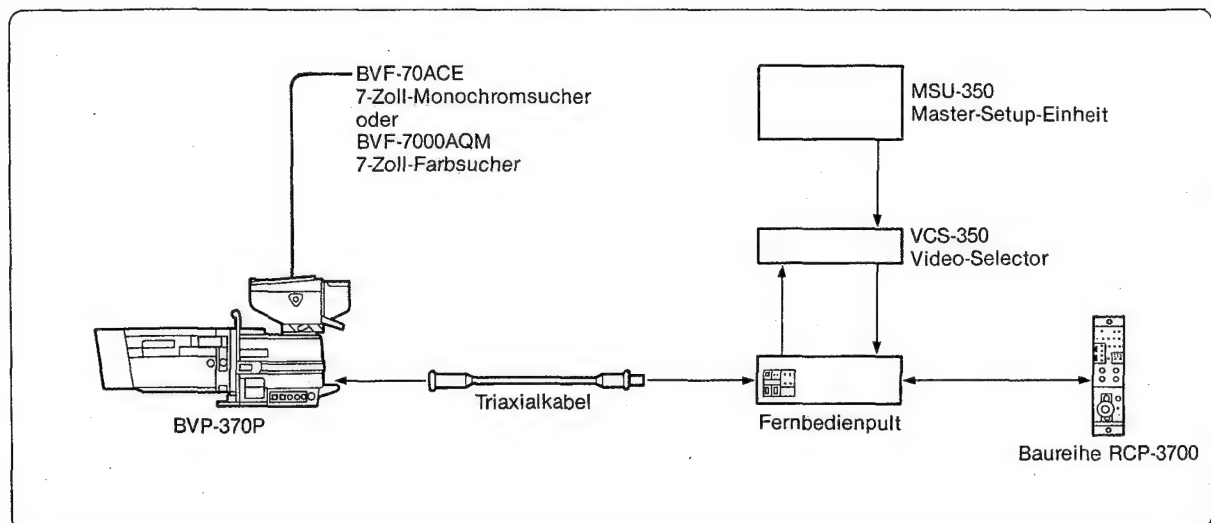 BVF-70ACE
7-Zoll-Monochromsucher
oder
BVF-7000AQM
7-Zoll-Farbsucher
MSU-350
Master-Setup-Einheit
VCS-350
Video-Selector
BVP-370P
Triaxialkabel
Fernbedienpult
Baureihe RCP-3700